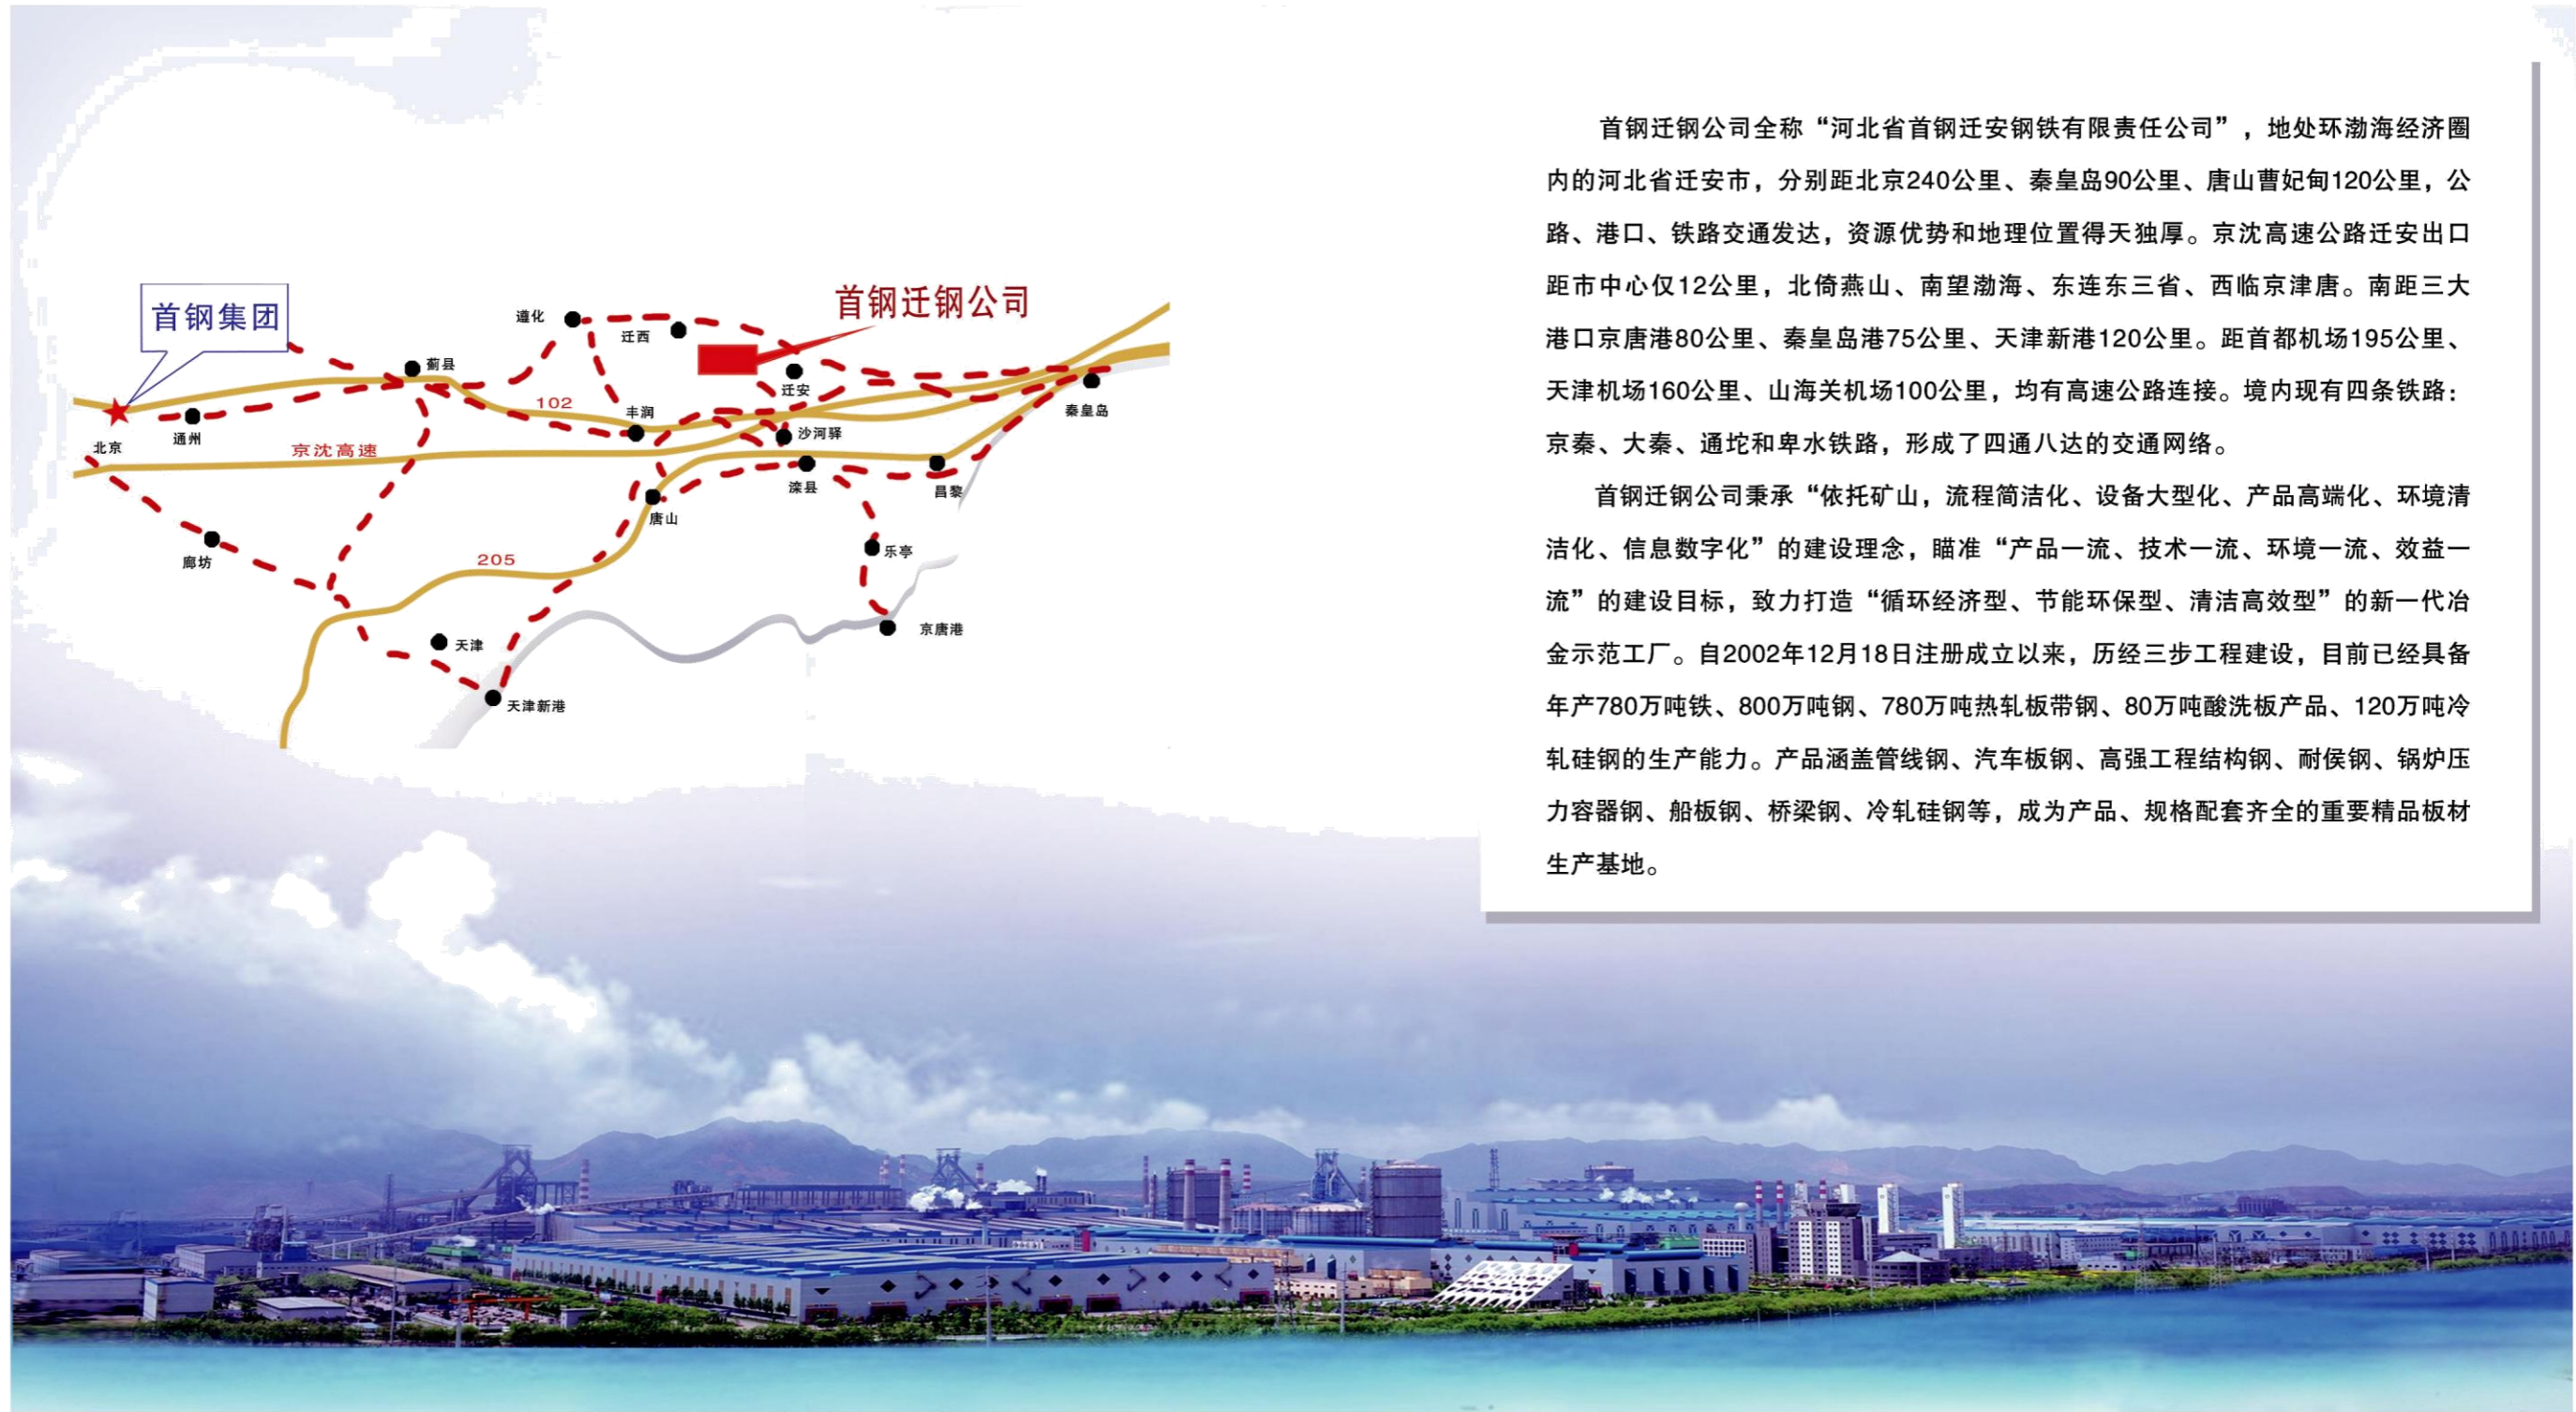 首钢集团
首钢迁钢公司
遵化
迁西
蓟县
迁安
秦皇岛
102
丰润
通州
沙河驿
北京
京沈高速
滦县
昌黎
唐山
廊坊
205
乐亭
京唐港
天津
天津新港
首钢迁钢公司全称“河北省首钢迁安钢铁有限责任公司”，地处环渤海经济圈
内的河北省迁安市，分别距北京240公里、秦皇岛90公里、唐山曹妃甸120公里，公
路、港口、铁路交通发达，资源优势和地理位置得天独厚。京沈高速公路迁安出口
距市中心仅12公里，北倚燕山、南望渤海、东连东三省、西临京津唐。南距三大
港口京唐港80公里、秦皇岛港75公里、天津新港120公里。距首都机场195公里、
天津机场160公里、山海关机场100公里，均有高速公路连接。境内现有四条铁路：
京秦、大秦、通坨和卑水铁路，形成了四通八达的交通网络。
首钢迁钢公司秉承“依托矿山，流程简洁化、设备大型化、产品高端化、环境清
洁化、信息数字化”的建设理念，瞄准“产品一流、技术一流、环境一流、效益一
流”的建设目标，致力打造“循环经济型、节能环保型、清洁高效型”的新一代冶
金示范工厂。自2002年12月18日注册成立以来，历经三步工程建设，目前已经具备
年产780万吨铁、800万吨钢、780万吨热轧板带钢、80万吨酸洗板产品、120万吨冷
轧硅钢的生产能力。产品涵盖管线钢、汽车板钢、高强工程结构钢、耐侯钢、锅炉压
力容器钢、船板钢、桥梁钢、冷轧硅钢等，成为产品、规格配套齐全的重要精品板材
生产基地。